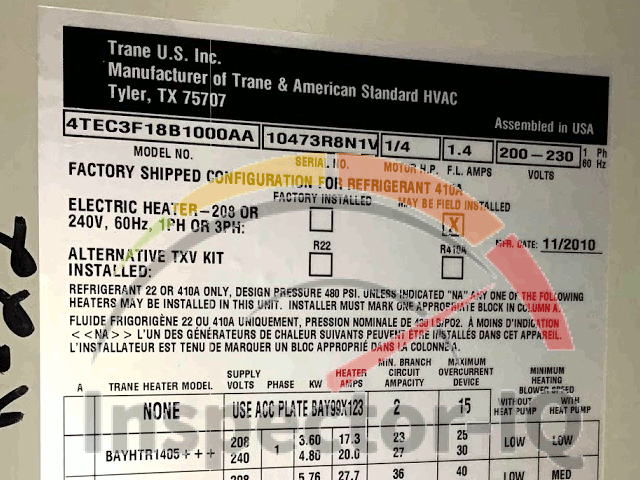 Trane U.S. Inc.
Manufacturer of Trane & American Standard HVAC
Tyler, TX 75707
Assembled in USA
4TEC3F18B1000AA 10473R8N1V 1/4 1.4 200 – 230 1 Ph 60 Hz
MODEL NO. SERIAL NO. MOTOR H.P. F.L. AMPS VOLTS
FACTORY SHIPPED CONFIGURATION FOR REFRIGERANT 410A
FACTORY INSTALLED MAY BE FIELD INSTALLED
ELECTRIC HEATER–208 OR
240V, 60Hz, 1PH OR 3PH: X
MFR. DATE: 11/2010
R22 R410A
ALTERNATIVE TXV KIT
INSTALLED:
REFRIGERANT 22 OR 410A ONLY, DESIGN PRESSURE 480 PSI. UNLESS INDICATED "NA" ANY ONE OF THE FOLLOWING
HEATERS MAY BE INSTALLED IN THIS UNIT. INSTALLER MUST MARK ONE APPROPRIATE BLOCK IN COLUMN A.
FLUIDE FRIGORIGÈNE 22 OU 410A UNIQUEMENT, PRESSION NOMINALE DE 480 LB/PO2. À MOINS D'INDICATION
<<NA>> L'UN DES GÉNÉRATEURS DE CHALEUR SUIVANTS PEUVENT ÊTRE INSTALLÉS DANS CET APPAREIL.
L'INSTALLATEUR EST TENU DE MARQUER UN BLOC APPROPRIÉ DANS LA COLONNE A.
A TRANE HEATER MODEL SUPPLY VOLTS PHASE KW HEATER AMPS MIN. BRANCH CIRCUIT AMPACITY MAXIMUM OVERCURRENT DEVICE MINIMUM HEATING BLOWER SPEED
WITHOUT HEAT PUMP WITH HEAT PUMP
NONE USE ACC PLATE BAY99X123 2 15
BAYHTR1405+++ 208 1 3.60 17.3 23 25 LOW LOW
240 4.80 20.0 27 30
208 5.76 27.7 36 40 LOW MED
Inspector-IQ